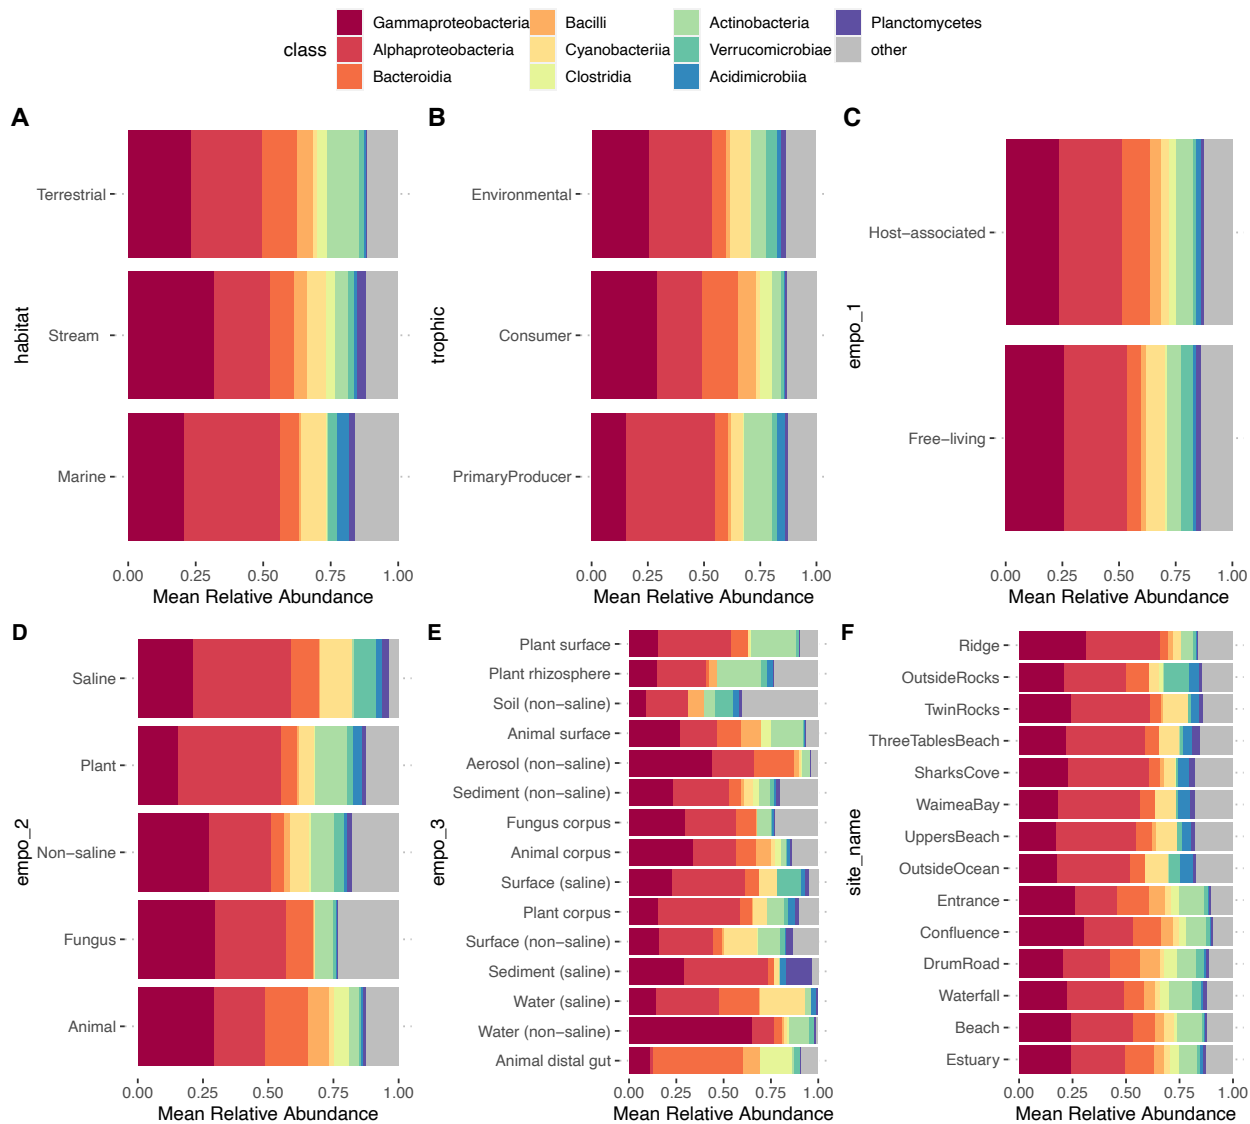 class
Gammaproteobacteria
Alphaproteobacteria
Bacteroidia
Bacilli
Cyanobacteriia
Clostridia
Actinobacteria
Verrucomicrobiae
Acidimicrobiia
Planctomycetes
other
A
habitat
Terrestrial
Stream
Marine
0.00 0.25 0.50 0.75 1.00
Mean Relative Abundance
B
trophic
Environmental
Consumer
PrimaryProducer
0.00 0.25 0.50 0.75 1.00
Mean Relative Abundance
C
empo_1
Host−associated
Free−living
0.00 0.25 0.50 0.75 1.00
Mean Relative Abundance
D
empo_2
Saline
Plant
Non−saline
Fungus
Animal
0.00 0.25 0.50 0.75 1.00
Mean Relative Abundance
E
empo_3
Plant surface
Plant rhizosphere
Soil (non−saline)
Animal surface
Aerosol (non−saline)
Sediment (non−saline)
Fungus corpus
Animal corpus
Surface (saline)
Plant corpus
Surface (non−saline)
Sediment (saline)
Water (saline)
Water (non−saline)
Animal distal gut
0.00 0.25 0.50 0.75 1.00
Mean Relative Abundance
F
site_name
Ridge
OutsideRocks
TwinRocks
ThreeTablesBeach
SharksCove
WaimeaBay
UppersBeach
OutsideOcean
Entrance
Confluence
DrumRoad
Waterfall
Beach
Estuary
0.00 0.25 0.50 0.75 1.00
Mean Relative Abundance